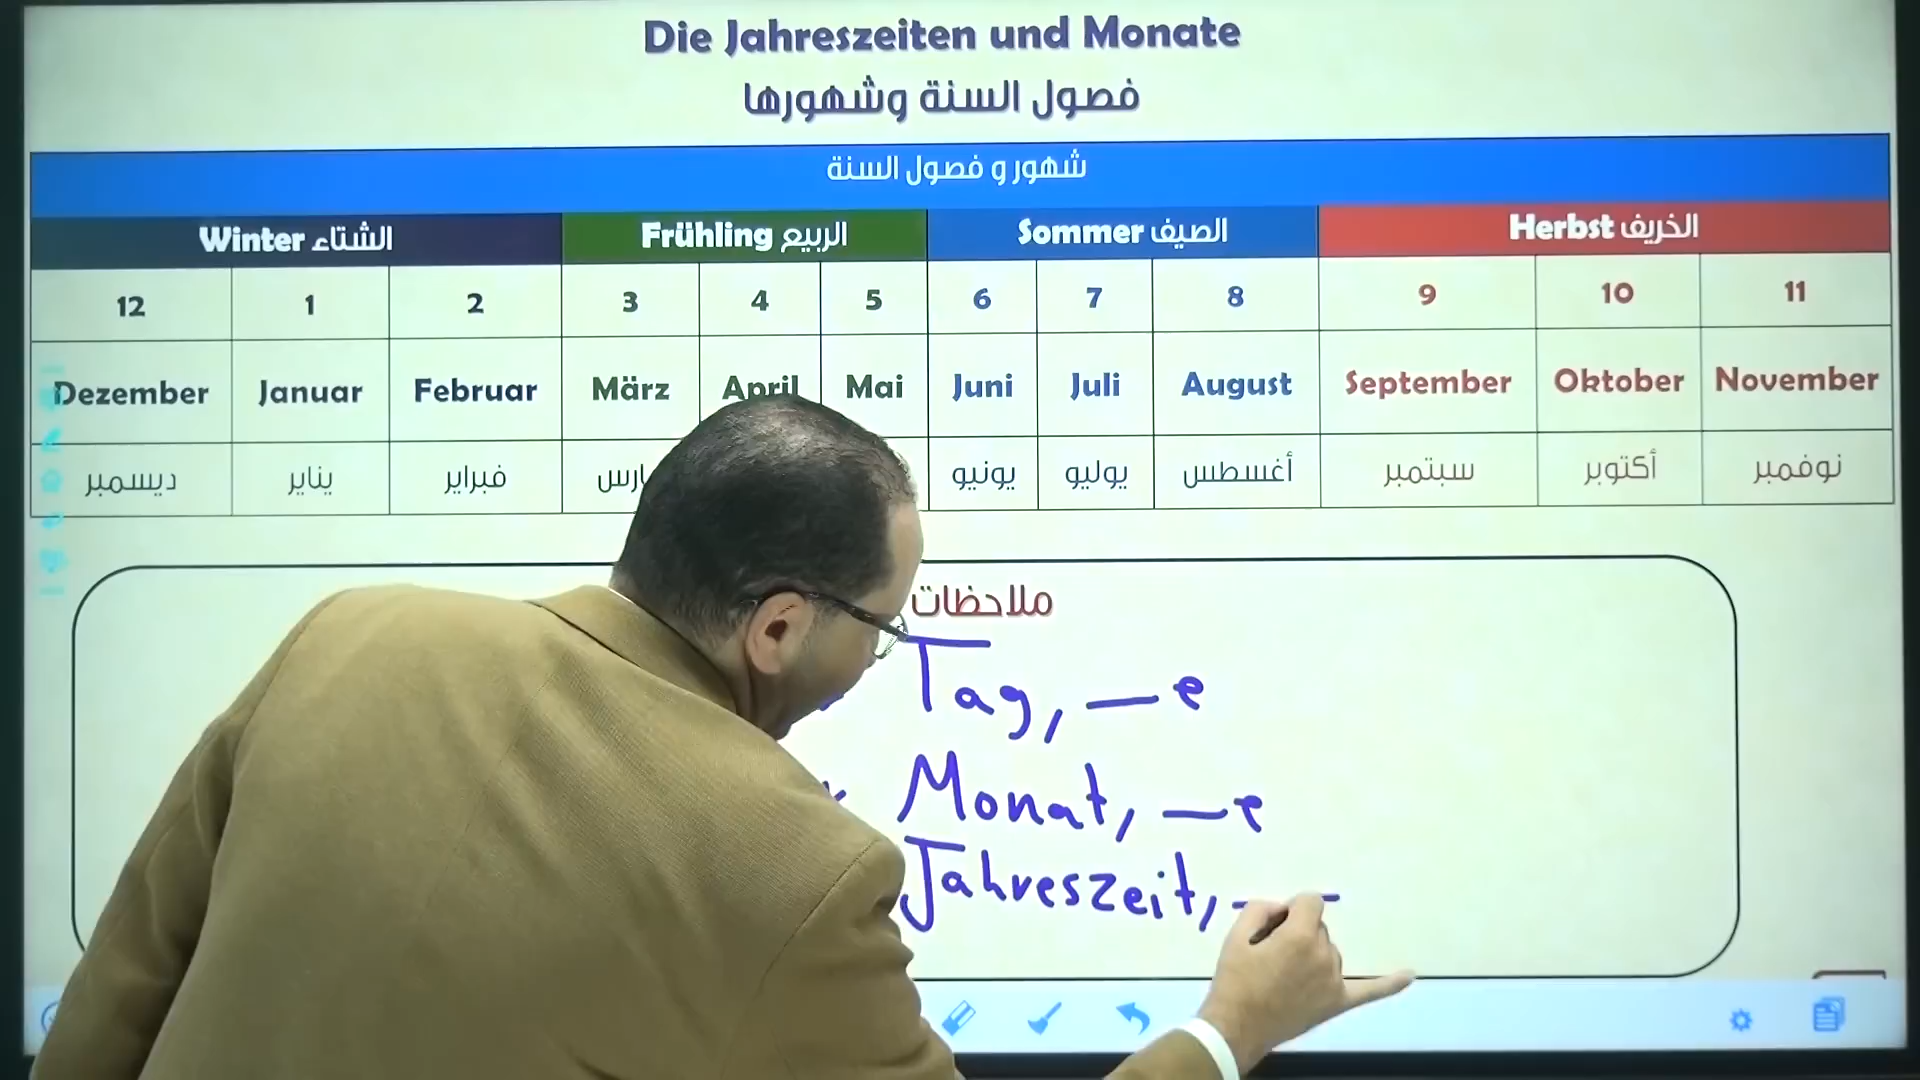 Die Jahreszeiten und Monate
فصول السنة وشهورها
شهور و فصول السنة
Winter الشتاء Frühling الربيع Sommer الصيف Herbst الخريف
12 1 2 3 4 5 6 7 8 9 10 11
Dezember Januar Februar März April Mai Juni Juli August September Oktober November
ديسمبر يناير فبراير يونيو يوليو أغسطس سبتمبر أكتوبر نوفمبر
ملاحظات
Tag, —e
Monat, —e
Jahreszeit,